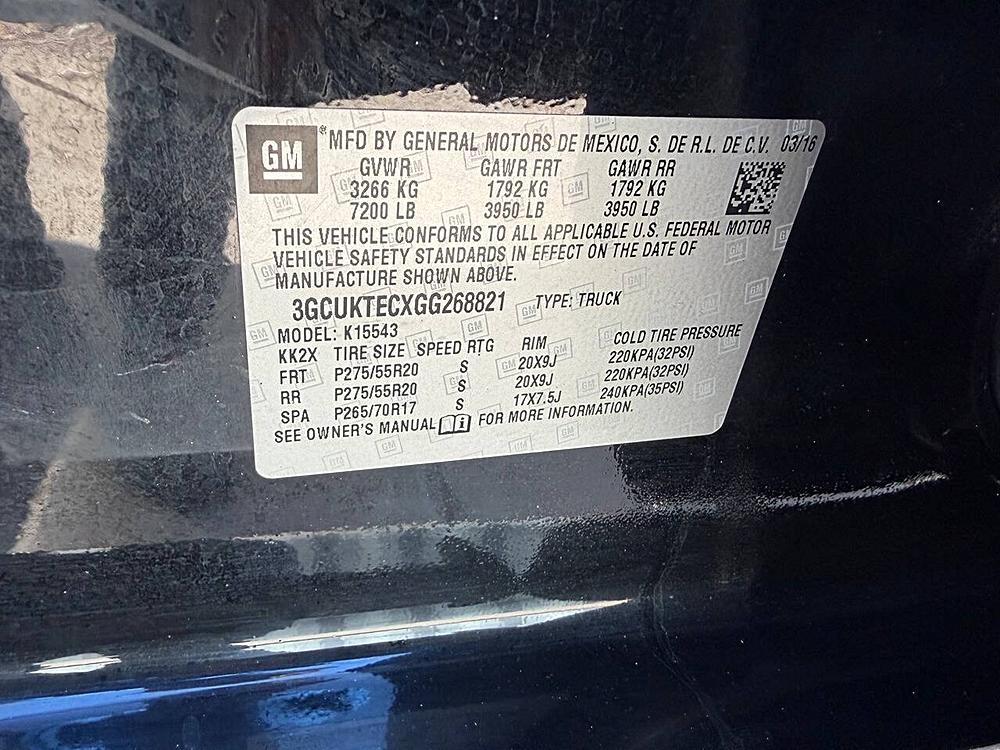 GM *MFD BY GENERAL MOTORS DE MEXICO, S. DE R.L. DE C.V. 03/16
GVWR GAWR FRT GAWR RR
3266 KG 1792 KG 1792 KG
7200 LB 3950 LB 3950 LB
THIS VEHICLE CONFORMS TO ALL APPLICABLE U.S. FEDERAL MOTOR
VEHICLE SAFETY STANDARDS IN EFFECT ON THE DATE OF
MANUFACTURE SHOWN ABOVE.
3GCUKTECXGG268821 TYPE: TRUCK
MODEL: K15543
KK2X TIRE SIZE SPEED RTG RIM COLD TIRE PRESSURE
FRT P275/55R20 S 20X9J 220KPA(32PSI)
RR P275/55R20 S 20X9J 220KPA(32PSI)
SPA P265/70R17 S 17X7.5J 240KPA(35PSI)
SEE OWNER'S MANUAL FOR MORE INFORMATION.